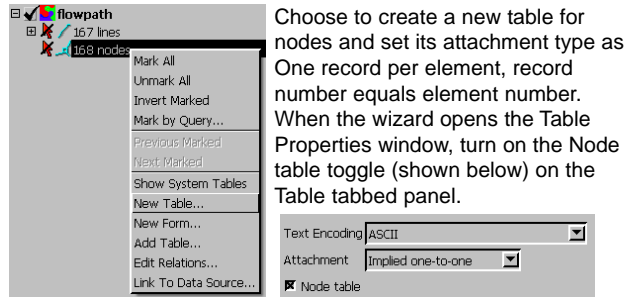 flowpath
167 lines
168 nodes
Mark All
Unmark All
Invert Marked
Mark by Query...
Previous Marked
Next Marked
Show System Tables
New Table...
New Form...
Add Table...
Edit Relations...
Link To Data Source...
Choose to create a new table for
nodes and set its attachment type as
One record per element, record
number equals element number.
When the wizard opens the Table
Properties window, turn on the Node
table toggle (shown below) on the
Table tabbed panel.
Text Encoding ASCII
Attachment Implied one-to-one
Node table